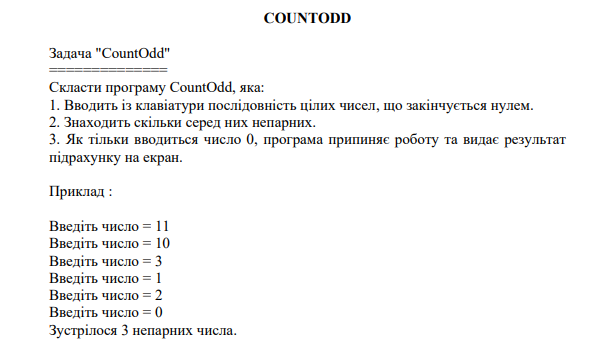 COUNTODD
Задача "CountOdd"
==============
Скласти програму CountOdd, яка:
1. Вводить із клавіатури послідовність цілих чисел, що закінчується нулем.
2. Знаходить скільки серед них непарних.
3. Як тільки вводиться число 0, програма припиняє роботу та видає результат
підрахунку на екран.
Приклад :
Введіть число = 11
Введіть число = 10
Введіть число = 3
Введіть число = 1
Введіть число = 2
Введіть число = 0
Зустрілося 3 непарних числа.